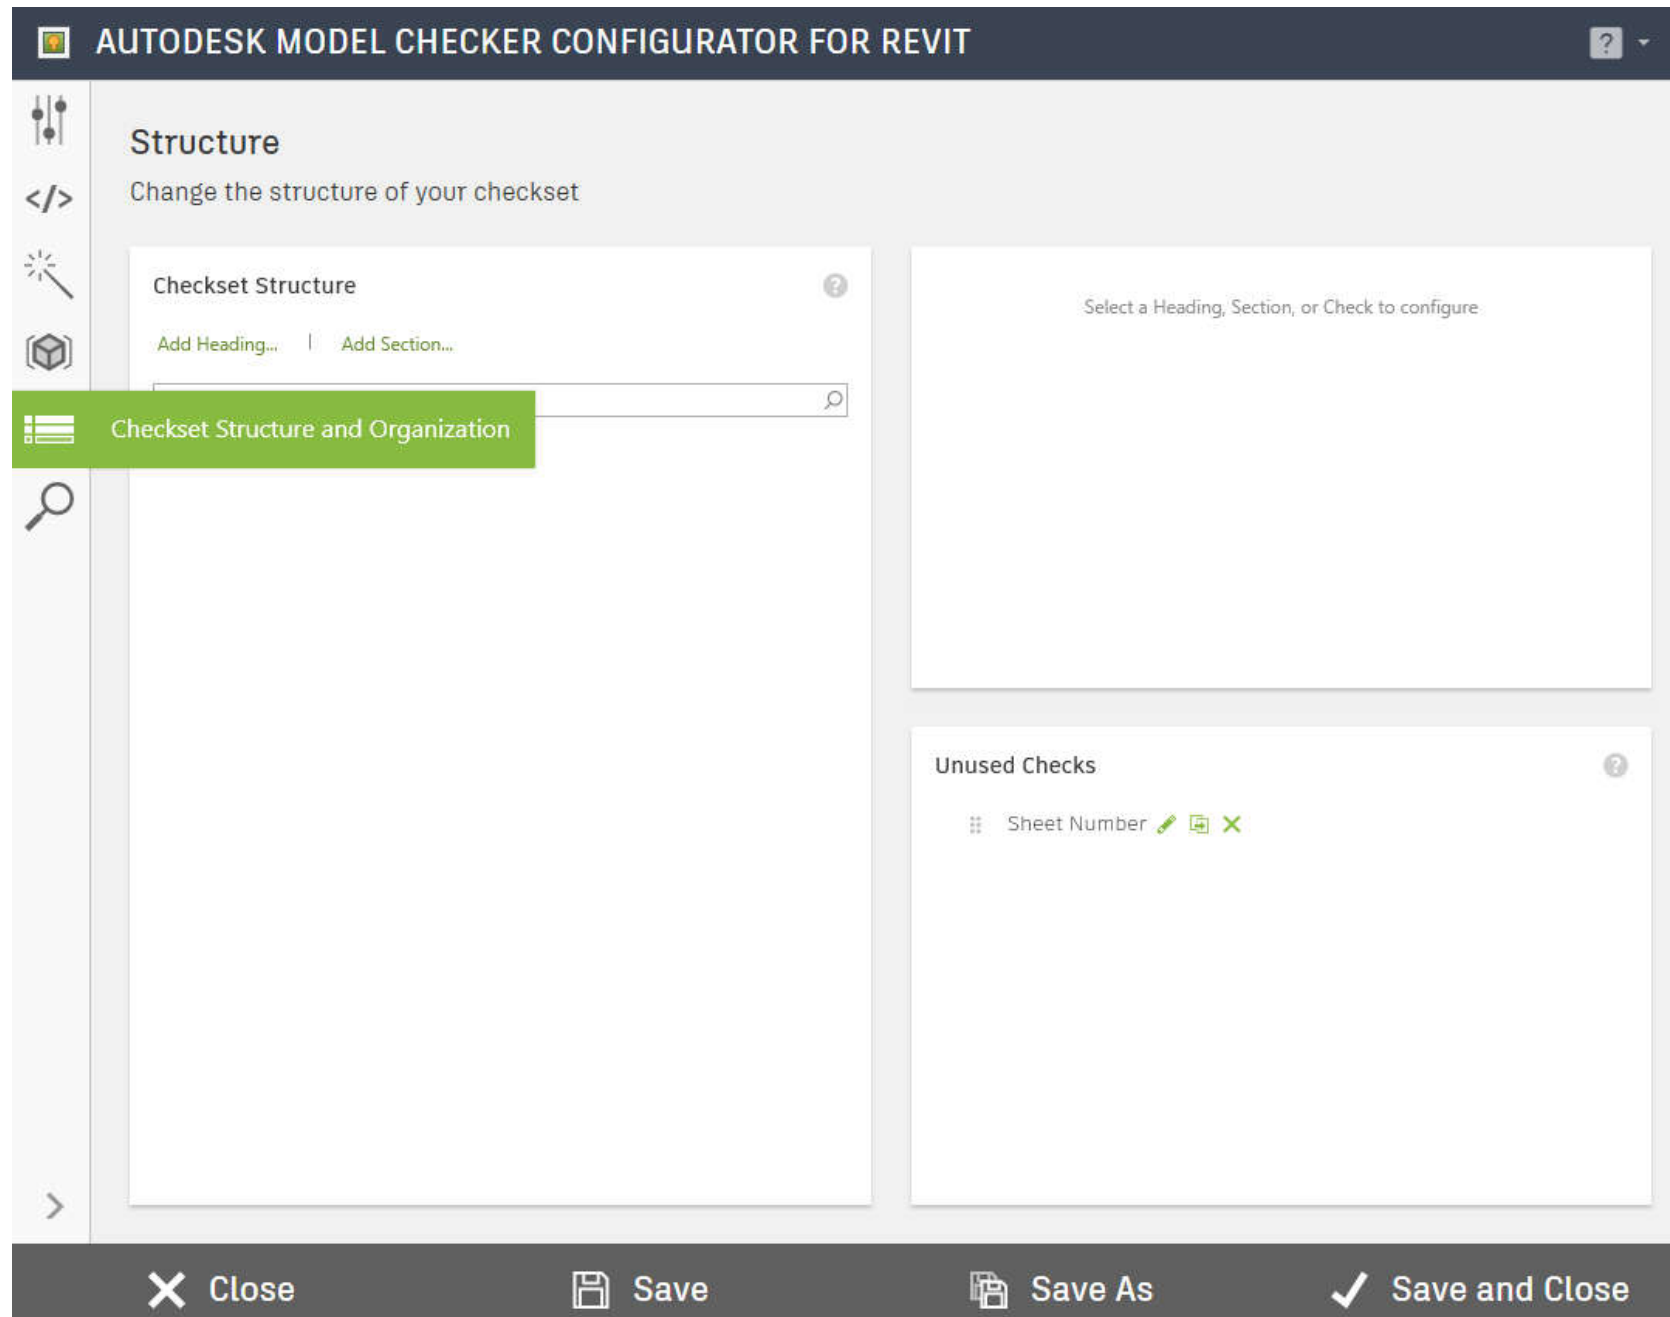 AUTODESK MODEL CHECKER CONFIGURATOR FOR REVIT
?
Structure
</>
Change the structure of your checkset
Checkset Structure
?
Add Heading... | Add Section...
Select a Heading, Section, or Check to configure
Checkset Structure and Organization
Unused Checks
?
Sheet Number
Close
Save
Save As
Save and Close